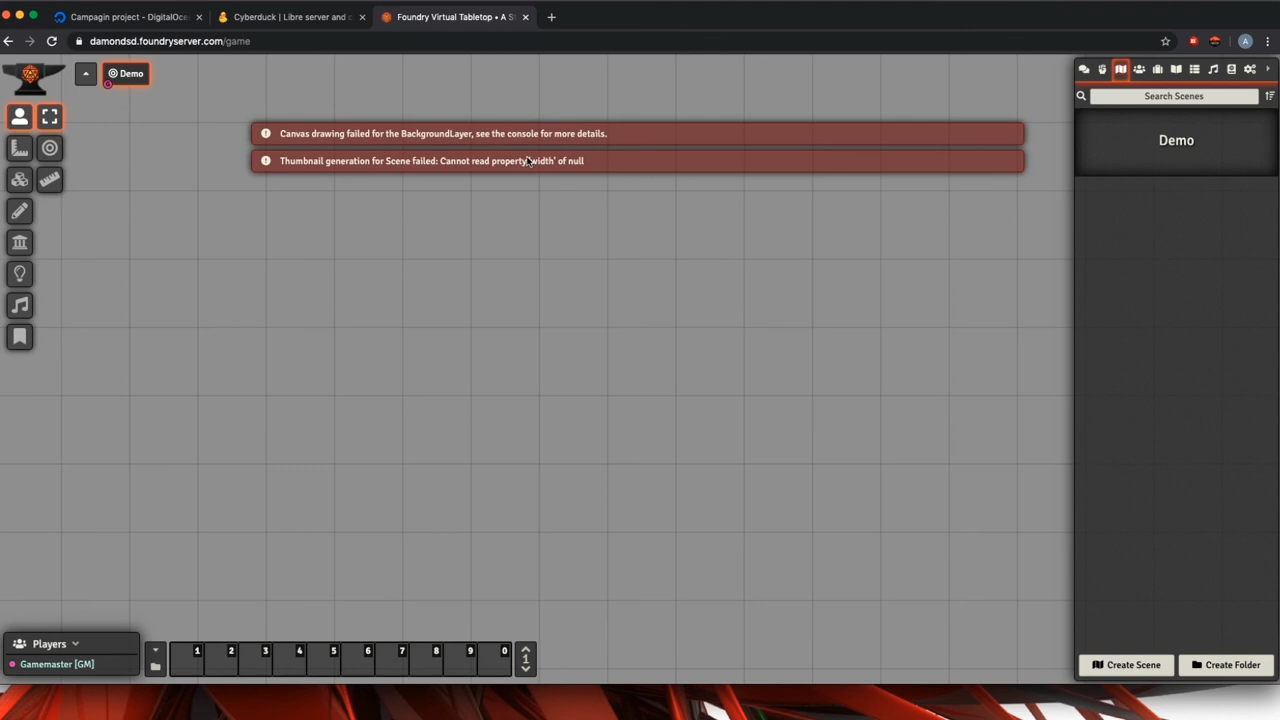 Campagin project - DigitalOce
Cyberduck | Libre server and c
Foundry Virtual Tabletop • A S
damondsd.foundryserver.com/game
A
Demo
G
Search Scenes
Canvas drawing failed for the BackgroundLayer, see the console for more details.
Thumbnail generation for Scene failed: Cannot read property 'width' of null
Demo
Players
Gamemaster [GM]
1 2 3 4 5 6 7 8 9 0
1
Create Scene
Create Folder